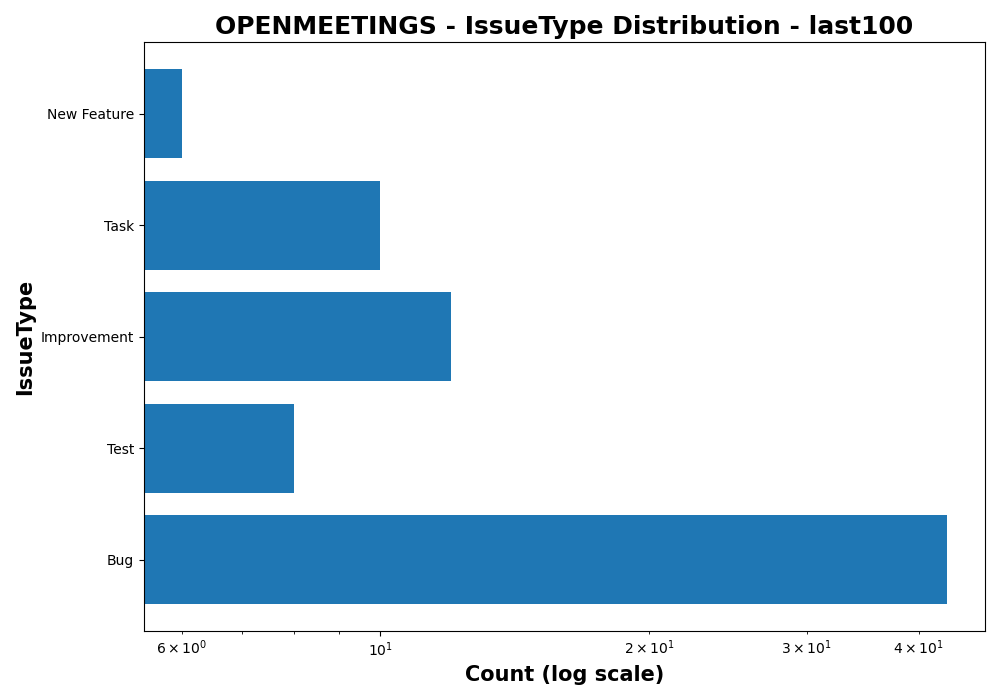 OPENMEETINGS - IssueType Distribution - last100
New Feature
Task
Improvement
Test
Bug
IssueType
6 × 10⁰
10¹
2 × 10¹
3 × 10¹
4 × 10¹
Count (log scale)